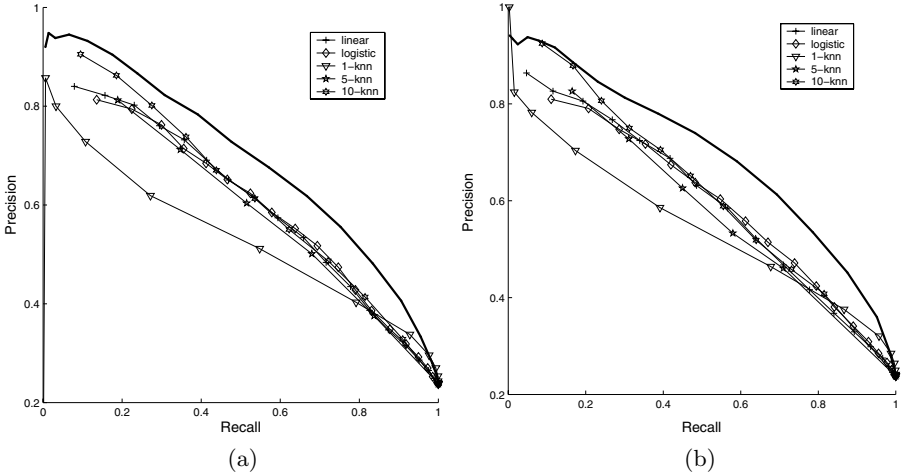 1
0.8
0.6
0.4
0.2
0
0.2
0.4
0.6
0.8
1
Precision
Recall
linear
logistic
1-knn
5-knn
10-knn
(a)
1
0.8
0.6
0.4
0.2
0
0.2
0.4
0.6
0.8
1
Precision
Recall
linear
logistic
1-knn
5-knn
10-knn
(b)